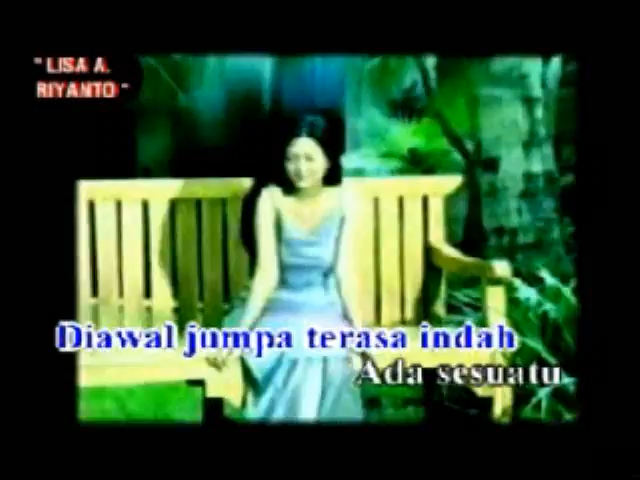 " LISA A.
RIYANTO "
Diawal jumpa terasa indah
Ada sesuatu